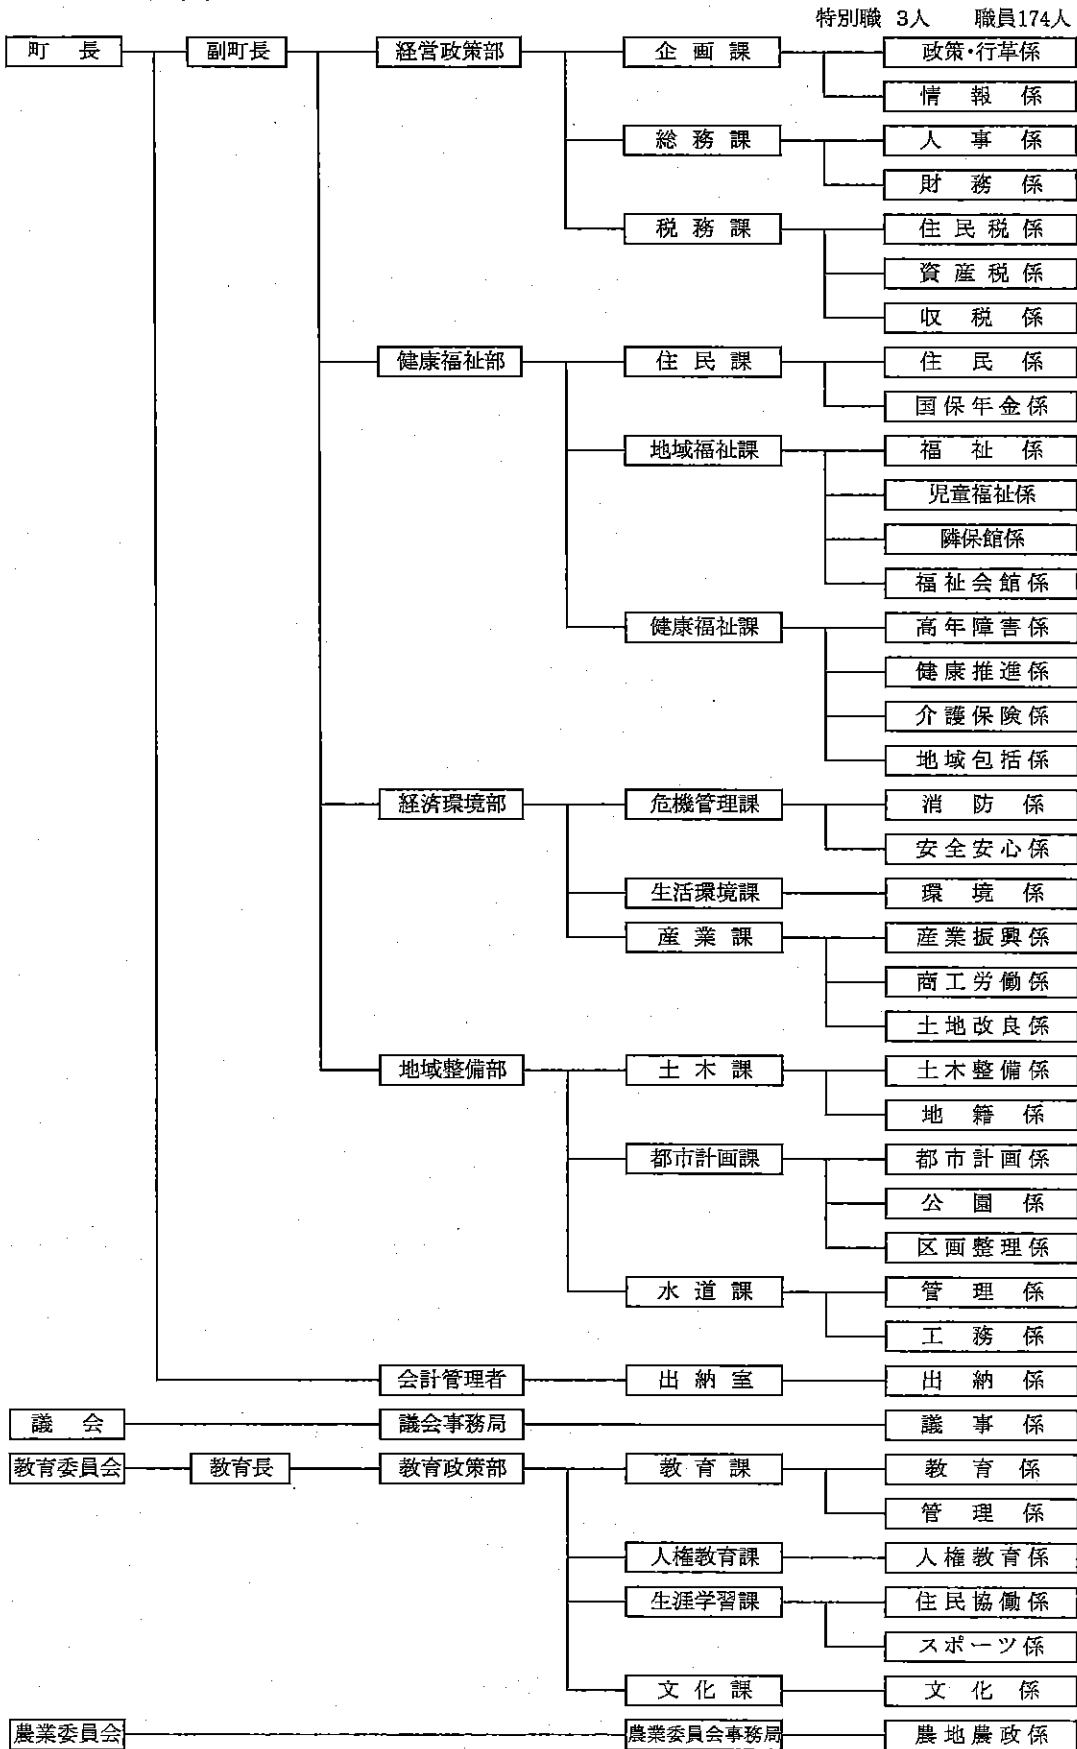 特別職 3人 職員174人
町長 副町長 経営政策部 企画課 政策・行革係
情報係
総務課 人事係
財務係
税務課 住民税係
資産税係
収税係
健康福祉部 住民課 住民係
国保年金係
地域福祉課 福祉係
児童福祉係
隣保館係
福祉会館係
健康福祉課 高年障害係
健康推進係
介護保険係
地域包括係
経済環境部 危機管理課 消防係
安全安心係
生活環境課 環境係
産業課 産業振興係
商工労働係
土地改良係
地域整備部 土木課 土木整備係
地籍係
都市計画課 都市計画係
公園係
区画整理係
水道課 管理係
工務係
会計管理者 出納室 出納係
議会 議会事務局 議事係
教育委員会 教育長 教育政策部 教育課 教育係
管理係
人権教育課 人権教育係
生涯学習課 住民協働係
スポーツ係
文化課 文化係
農業委員会 農業委員会事務局 農地農政係